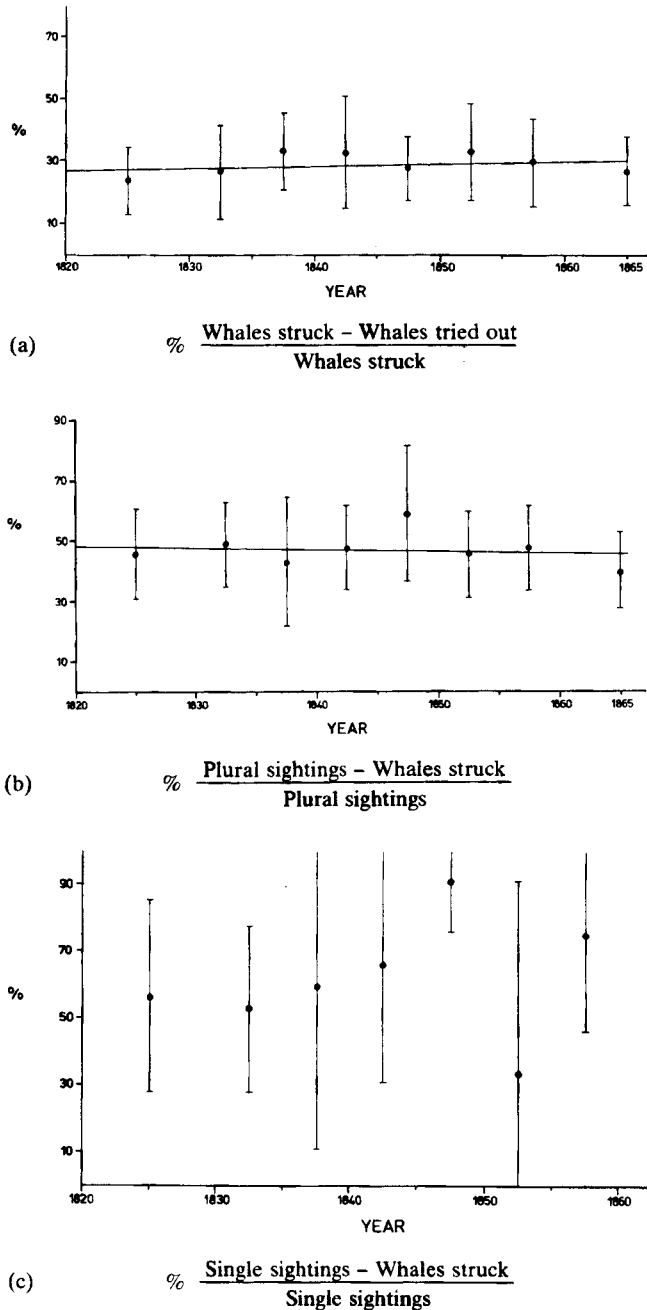 70
50
%
30
10
1820 1830 1840 1850 1860 1865
YEAR
(a) % Whales struck – Whales tried out
Whales struck
90
70
%
50
30
10
1820 1830 1840 1850 1860 1865
YEAR
(b) % Plural sightings – Whales struck
Plural sightings
90
70
%
50
30
10
1820 1830 1840 1850 1860
YEAR
(c) % Single sightings – Whales struck
Single sightings